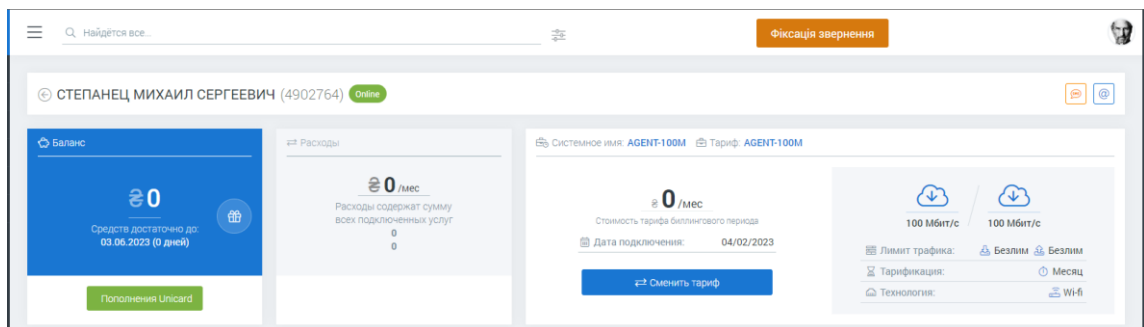 Найдётся все...
Фіксація звернення
СТЕПАНЕЦ МИХАИЛ СЕРГЕЕВИЧ (4902764) Online
Баланс
₴ 0
Средств достаточно до:
03.06.2023 (0 дней)
Пополнения Unicard
Расходы
₴ 0 /мес
Расходы содержат сумму
всех подключенных услуг
0
0
Системное имя: AGENT-100M Тариф: AGENT-100M
₴ 0 /мес
Стоимость тарифа биллингового периода
Дата подключения: 04/02/2023
Сменить тариф
100 Мбит/с / 100 Мбит/с
Лимит трафика: Безлим Безлим
Тарификация: Месяц
Технология: Wi-fi